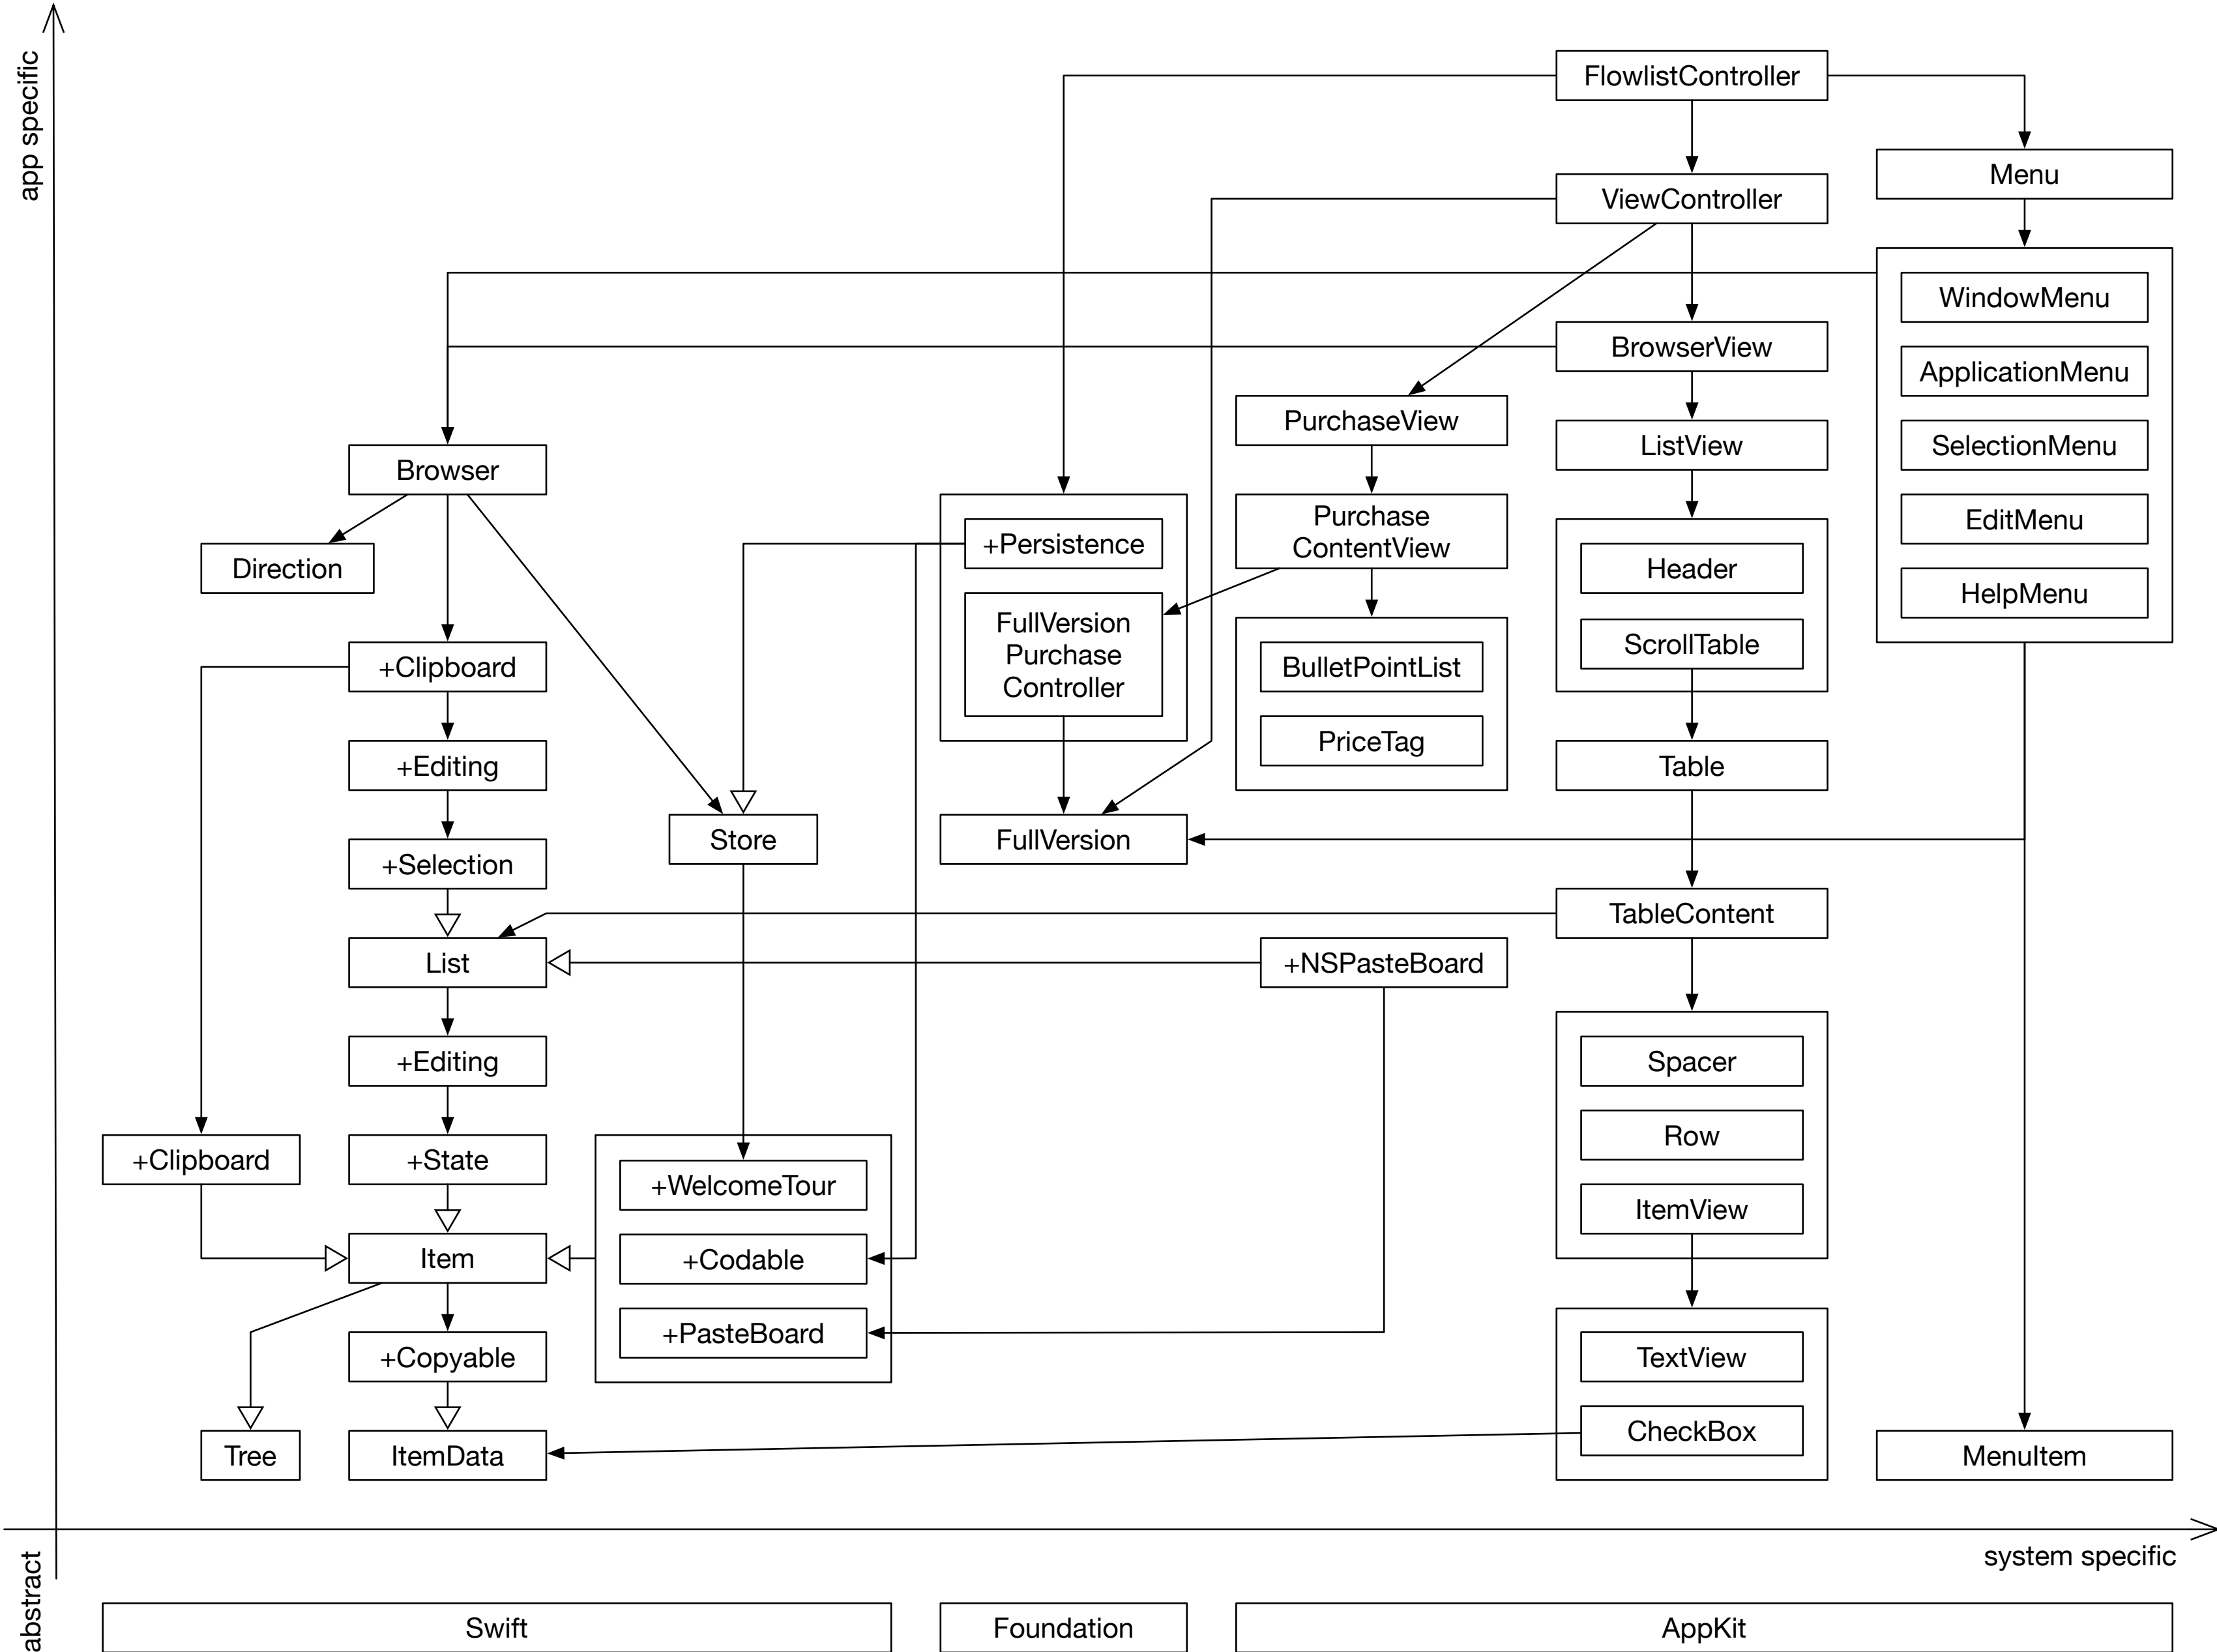 app specific
FlowlistController
Menu
ViewController
WindowMenu
BrowserView
ApplicationMenu
PurchaseView
ListView
SelectionMenu
Browser
Purchase
ContentView
EditMenu
+Persistence
Direction
Header
HelpMenu
FullVersion
Purchase
Controller
ScrollTable
+Clipboard
BulletPointList
PriceTag
+Editing
Table
Store
FullVersion
+Selection
TableContent
List
+NSPasteBoard
+Editing
Spacer
Row
+Clipboard
+State
+WelcomeTour
ItemView
Item
+Codable
+PasteBoard
+Copyable
TextView
CheckBox
Tree
ItemData
MenuItem
system specific
abstract
Swift
Foundation
AppKit